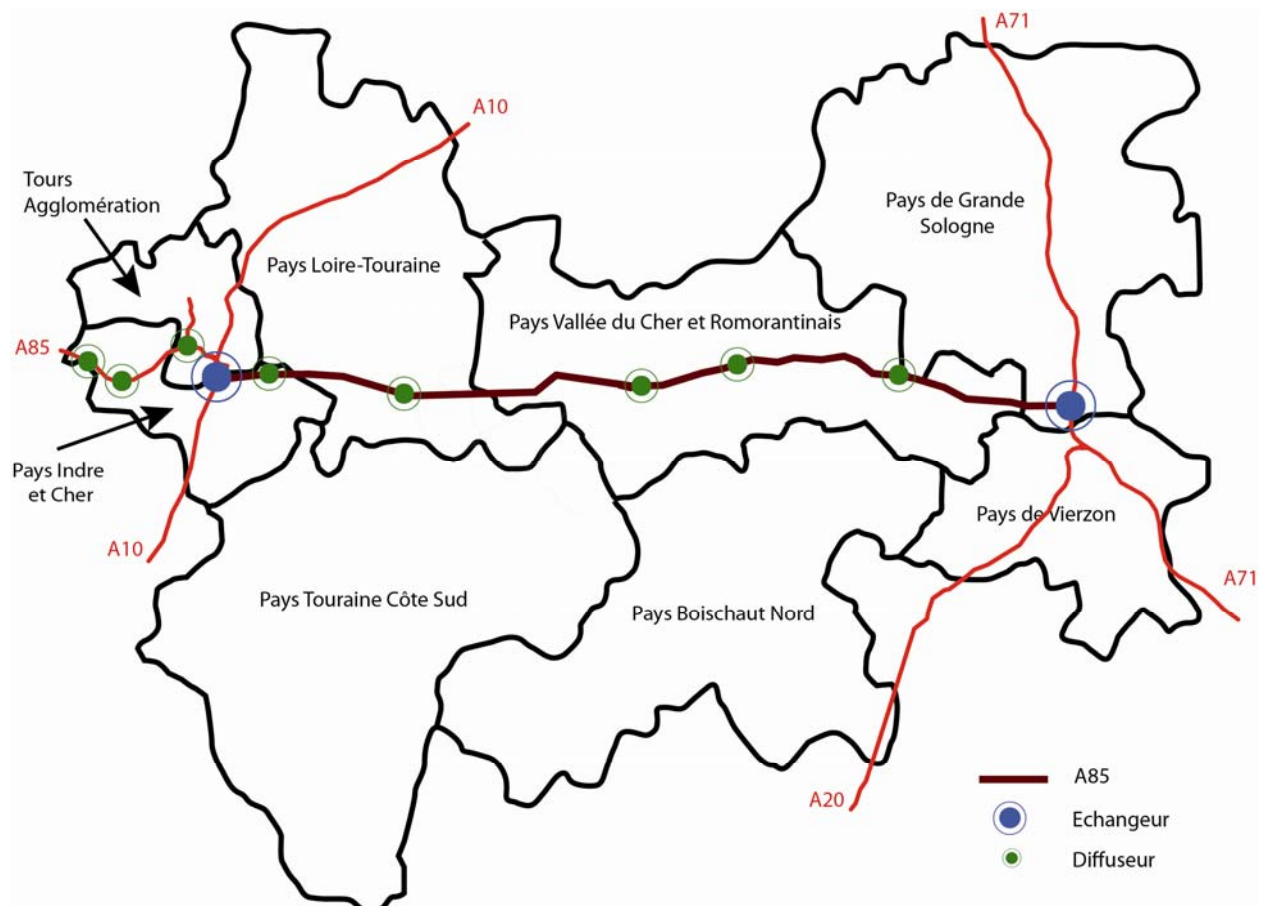 A71
A10
Tours
Agglomération
Pays de Grande
Sologne
Pays Loire-Touraine
Pays Vallée du Cher et Romorantinais
A85
Pays Indre
et Cher
Pays de Vierzon
A10
A71
Pays Touraine Côte Sud
Pays Boischaut Nord
A20
A85
Echangeur
Diffuseur